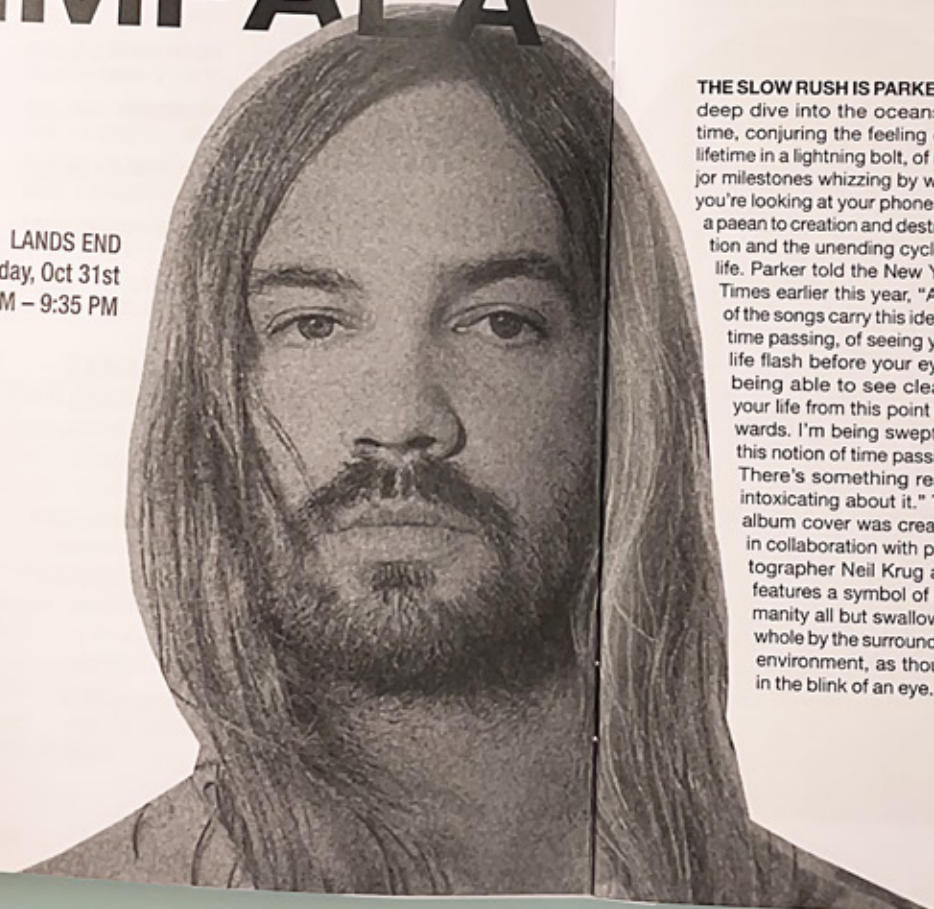 IMPALA
LANDS END
day, Oct 31st
M – 9:35 PM
THE SLOW RUSH IS PARKE
deep dive into the ocean
time, conjuring the feeling
lifetime in a lightning bolt, of
jor milestones whizzing by w
you're looking at your phone
a paean to creation and dest
tion and the unending cycl
life. Parker told the New Y
Times earlier this year, “A
of the songs carry this ide
time passing, of seeing y
life flash before your ey
being able to see clea
your life from this point
wards. I'm being swept
this notion of time pass
There's something re
intoxicating about it.”
album cover was crea
in collaboration with p
tographer Neil Krug a
features a symbol of
manity all but swallow
whole by the surround
environment, as thou
in the blink of an eye.